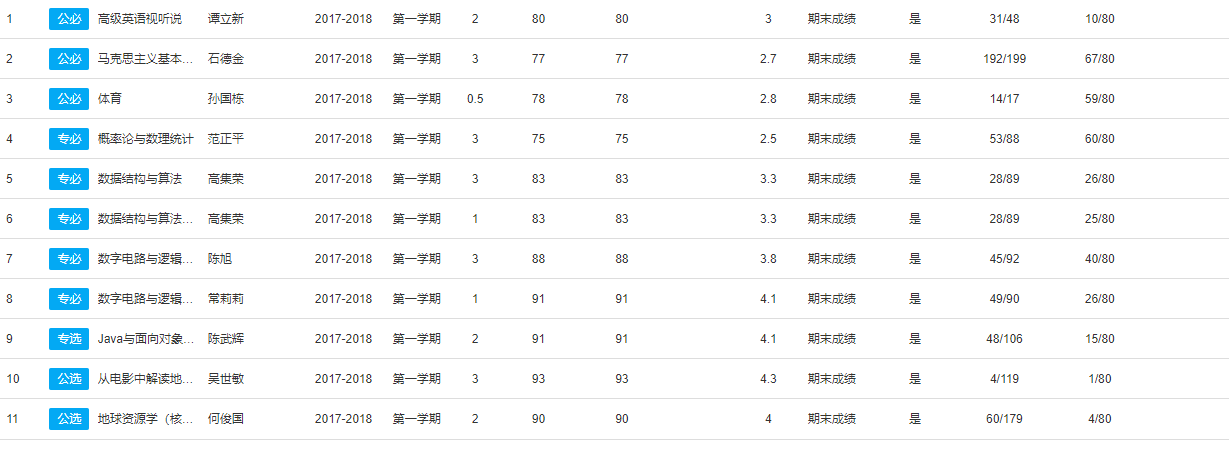 1 公必 高级英语视听说 谭立新 2017-2018 第一学期 2 80 80 3 期末成绩 是 31/48 10/80
2 公必 马克思主义基本... 石德金 2017-2018 第一学期 3 77 77 2.7 期末成绩 是 192/199 67/80
3 公必 体育 孙国栋 2017-2018 第一学期 0.5 78 78 2.8 期末成绩 是 14/17 59/80
4 专必 概率论与数理统计 范正平 2017-2018 第一学期 3 75 75 2.5 期末成绩 是 53/88 60/80
5 专必 数据结构与算法 高集荣 2017-2018 第一学期 3 83 83 3.3 期末成绩 是 28/89 26/80
6 专必 数据结构与算法... 高集荣 2017-2018 第一学期 1 83 83 3.3 期末成绩 是 28/89 25/80
7 专必 数字电路与逻辑... 陈旭 2017-2018 第一学期 3 88 88 3.8 期末成绩 是 45/92 40/80
8 专必 数字电路与逻辑... 常莉莉 2017-2018 第一学期 1 91 91 4.1 期末成绩 是 49/90 26/80
9 专选 Java与面向对象... 陈武辉 2017-2018 第一学期 2 91 91 4.1 期末成绩 是 48/106 15/80
10 公选 从电影中解读地... 吴世敏 2017-2018 第一学期 3 93 93 4.3 期末成绩 是 4/119 1/80
11 公选 地球资源学（核... 何俊国 2017-2018 第一学期 2 90 90 4 期末成绩 是 60/179 4/80